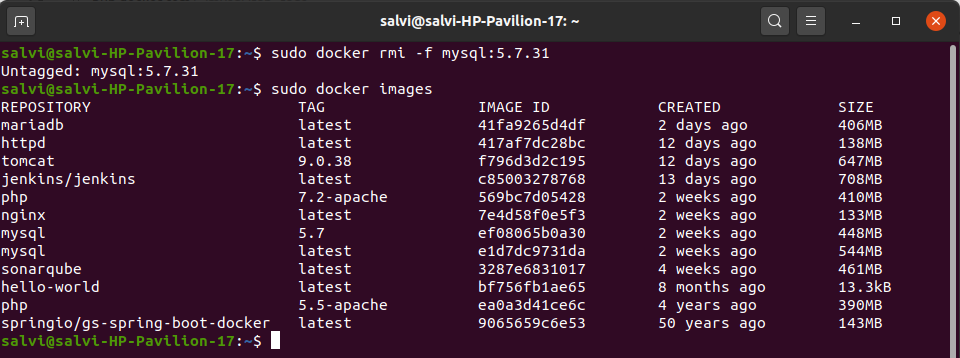 salvi@salvi-HP-Pavilion-17: ~
salvi@salvi-HP-Pavilion-17:~$ sudo docker rmi -f mysql:5.7.31
Untagged: mysql:5.7.31
salvi@salvi-HP-Pavilion-17:~$ sudo docker images
REPOSITORY TAG IMAGE ID CREATED SIZE
mariadb latest 41fa9265d4df 2 days ago 406MB
httpd latest 417af7dc28bc 12 days ago 138MB
tomcat 9.0.38 f796d3d2c195 12 days ago 647MB
jenkins/jenkins latest c85003278768 13 days ago 708MB
php 7.2-apache 569bc7d05428 2 weeks ago 410MB
nginx latest 7e4d58f0e5f3 2 weeks ago 133MB
mysql 5.7 ef08065b0a30 2 weeks ago 448MB
mysql latest e1d7dc9731da 2 weeks ago 544MB
sonarqube latest 3287e6831017 4 weeks ago 461MB
hello-world latest bf756fb1ae65 8 months ago 13.3kB
php 5.5-apache ea0a3d41ce6c 4 years ago 390MB
springio/gs-spring-boot-docker latest 9065659c6e53 50 years ago 143MB
salvi@salvi-HP-Pavilion-17:~$